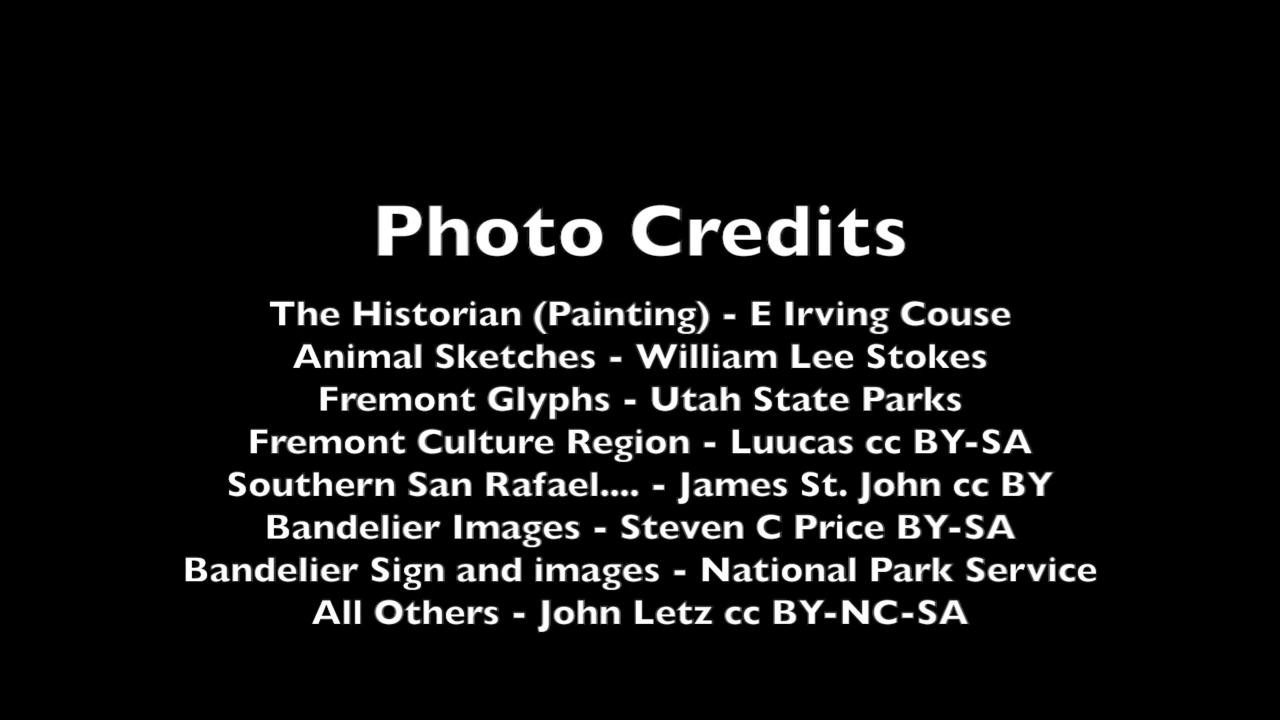 Photo Credits
The Historian (Painting) - E Irving Couse
Animal Sketches - William Lee Stokes
Fremont Glyphs - Utah State Parks
Fremont Culture Region - Luucas cc BY-SA
Southern San Rafael.... - James St. John cc BY
Bandelier Images - Steven C Price BY-SA
Bandelier Sign and images - National Park Service
All Others - John Letz cc BY-NC-SA